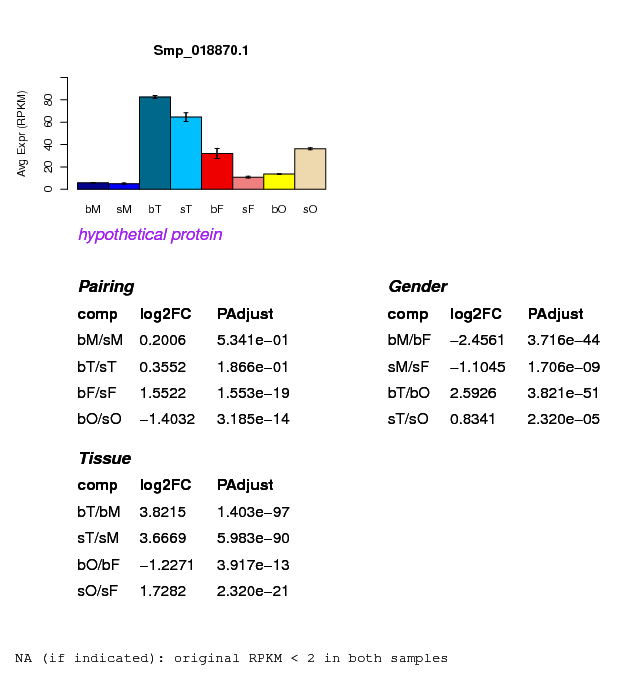 Smp_018870.1
Avg Expr (RPKM)
0 20 40 60 80
bM sM bT sT bF sF bO sO
hypothetical protein
Pairing
comp log2FC PAdjust
bM/sM 0.2006 5.341e−01
bT/sT 0.3552 1.866e−01
bF/sF 1.5522 1.553e−19
bO/sO −1.4032 3.185e−14
Gender
comp log2FC PAdjust
bM/bF −2.4561 3.716e−44
sM/sF −1.1045 1.706e−09
bT/bO 2.5926 3.821e−51
sT/sO 0.8341 2.320e−05
Tissue
comp log2FC PAdjust
bT/bM 3.8215 1.403e−97
sT/sM 3.6669 5.983e−90
bO/bF −1.2271 3.917e−13
sO/sF 1.7282 2.320e−21
NA (if indicated): original RPKM < 2 in both samples